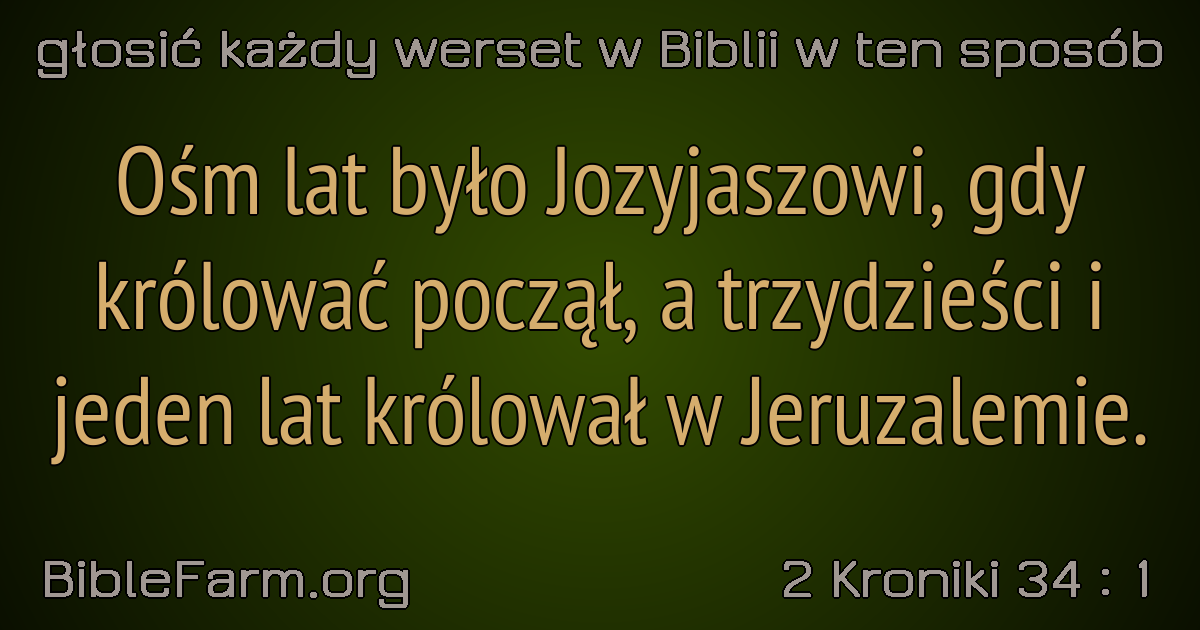 głosić każdy werset w Biblii w ten sposób
Ośm lat było Jozyjaszowi, gdy
królować począł, a trzydzieści i
jeden lat królował w Jeruzalemie.
BibleFarm.org
2 Kroniki 34 : 1